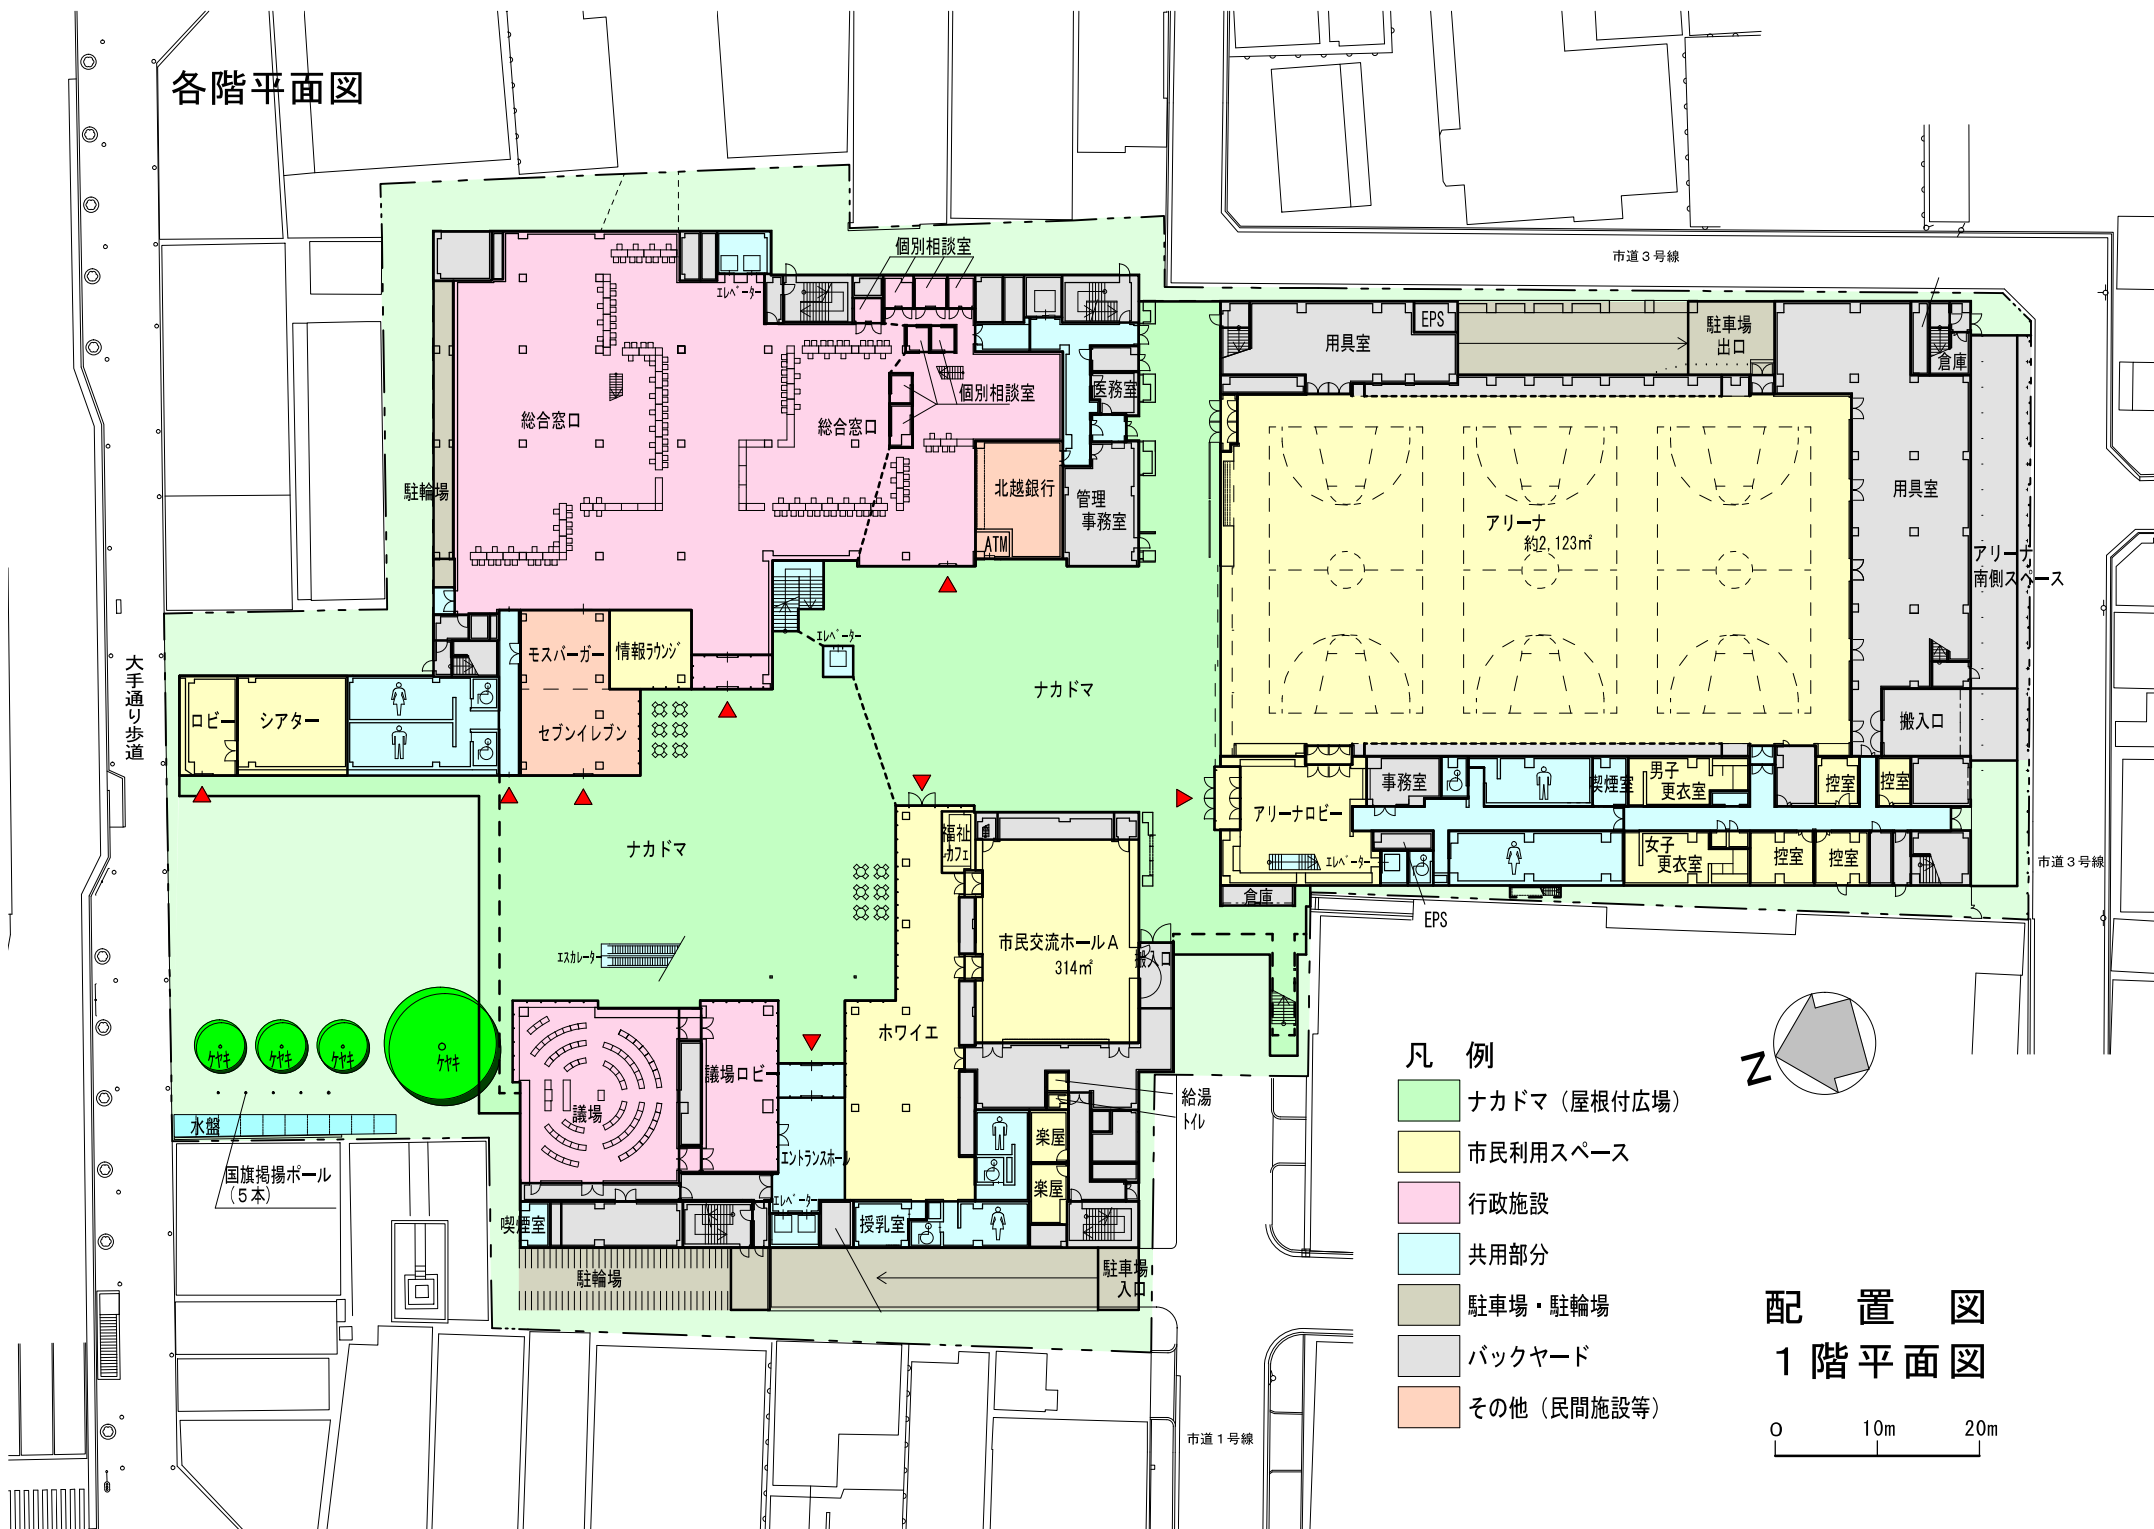 各階平面図
市道３号線
個別相談室
エレベーター
EPS
用具室
駐車場
出口
倉庫
医務室
個別相談室
総合窓口
総合窓口
駐輪場
北越銀行
ATM
管理
事務室
アリーナ
約2,123㎡
用具室
アリーナ
南側スペース
大手通り歩道
モスバーガー
情報ラウンジ
エレベーター
ナカドマ
ロビー
シアター
セブンイレブン
搬入口
事務室
喫煙室
男子
更衣室
控室
控室
アリーナロビー
エレベーター
女子
更衣室
控室
控室
市道３号線
ナカドマ
福祉
カフェ
倉庫
EPS
市民交流ホールＡ
314㎡
搬入口
エスカレーター
ホワイエ
ケヤキ
ケヤキ
ケヤキ
ケヤキ
議場ロビー
議場
水盤
国旗掲揚ポール
（５本）
エントランスホール
エレベーター
給湯
トイレ
楽屋
楽屋
喫煙室
授乳室
駐輪場
駐車場
入口
市道１号線
N
凡　例
ナカドマ（屋根付広場）
市民利用スペース
行政施設
共用部分
駐車場・駐輪場
バックヤード
その他（民間施設等）
配　置　図
１階平面図
0　10m　20m